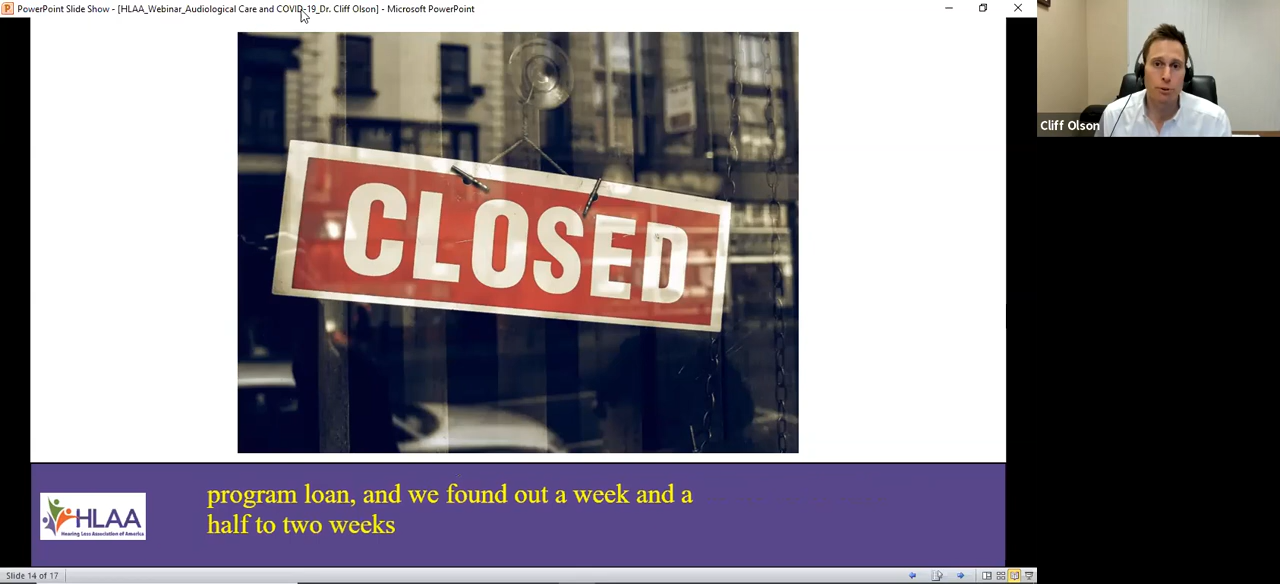 PowerPoint Slide Show - [HLAA_Webinar_Audiological Care and COVID-19_Dr. Cliff Olson] - Microsoft PowerPoint
CLOSED
Cliff Olson
program loan, and we found out a week and a
half to two weeks
HLAA
Hearing Loss Association of America
Slide 14 of 17